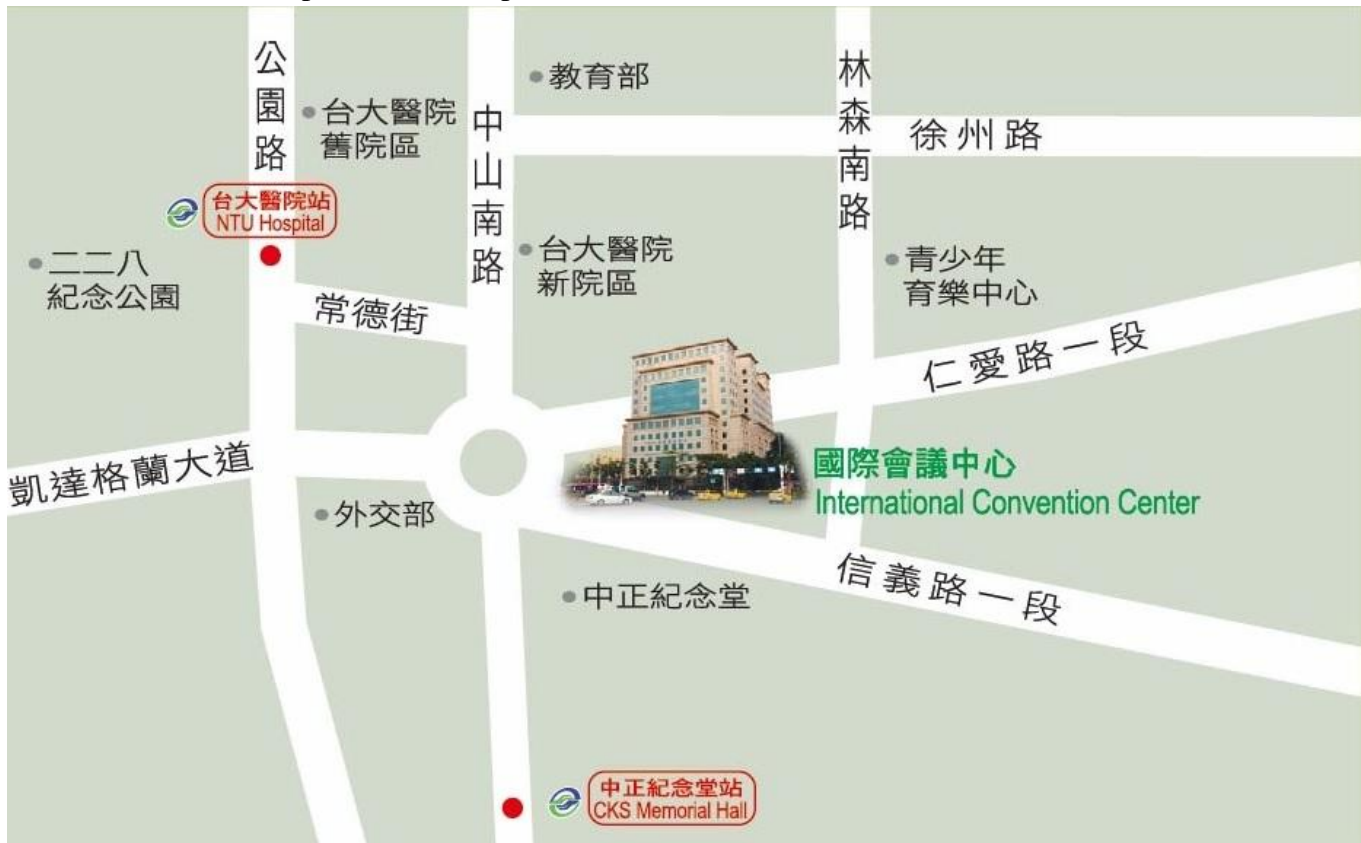 公園路
台大醫院
舊院區
中山南路
教育部
林森南路
徐州路
台大醫院站
NTU Hospital
二二八
紀念公園
常德街
台大醫院
新院區
青少年
育樂中心
仁愛路一段
凱達格蘭大道
國際會議中心
International Convention Center
外交部
信義路一段
中正紀念堂
中正紀念堂站
CKS Memorial Hall